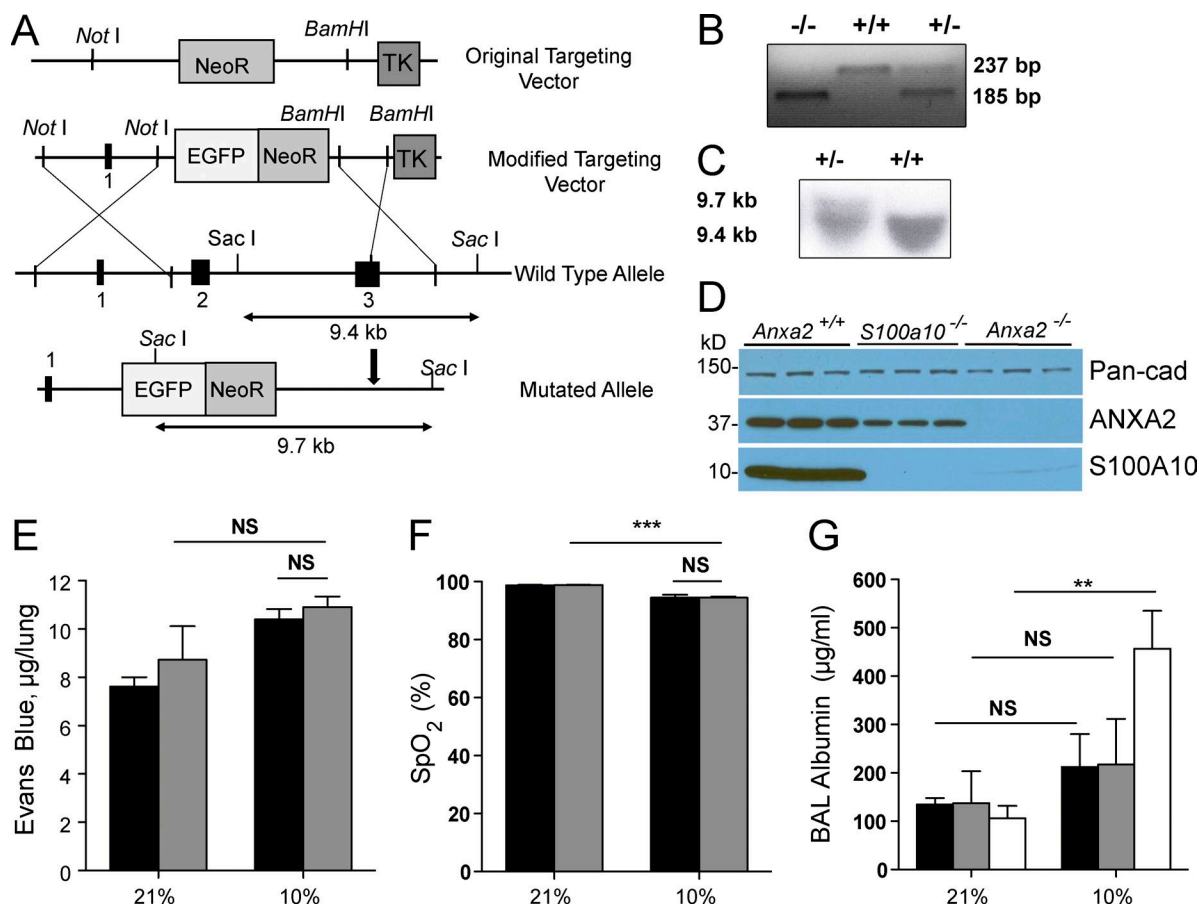 A
Not I
BamHI
NeoR
TK
Original Targeting
Vector
Not I
Not I
BamHI
BamHI
EGFP
NeoR
TK
1
Modified Targeting
Vector
Sac I
Sac I
Wild Type Allele
1
2
3
9.4 kb
1
Sac I
Sac I
EGFP
NeoR
Mutated Allele
9.7 kb
B
-/-
+/+
+/-
237 bp
185 bp
C
+/-
+/+
9.7 kb
9.4 kb
D
kD
Anxa2 +/+
S100a10 -/-
Anxa2 -/-
150-
Pan-cad
37-
ANXA2
10-
S100A10
E
NS
NS
Evans Blue, µg/lung
12
10
8
6
4
2
0
21%
10%
F
***
NS
SpO2 (%)
100
80
60
40
20
0
21%
10%
G
**
NS
NS
BAL Albumin (µg/ml)
600
500
400
300
200
100
0
21%
10%